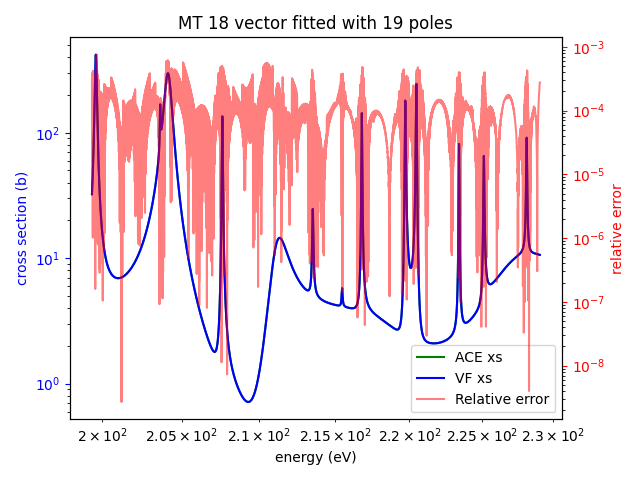 MT 18 vector fitted with 19 poles
cross section (b)
10²
10¹
10⁰
10⁻³
10⁻⁴
10⁻⁵
10⁻⁶
10⁻⁷
10⁻⁸
relative error
ACE xs
VF xs
Relative error
2 × 10² 2.05 × 10² 2.1 × 10² 2.15 × 10² 2.2 × 10² 2.25 × 10² 2.3 × 10²
energy (eV)